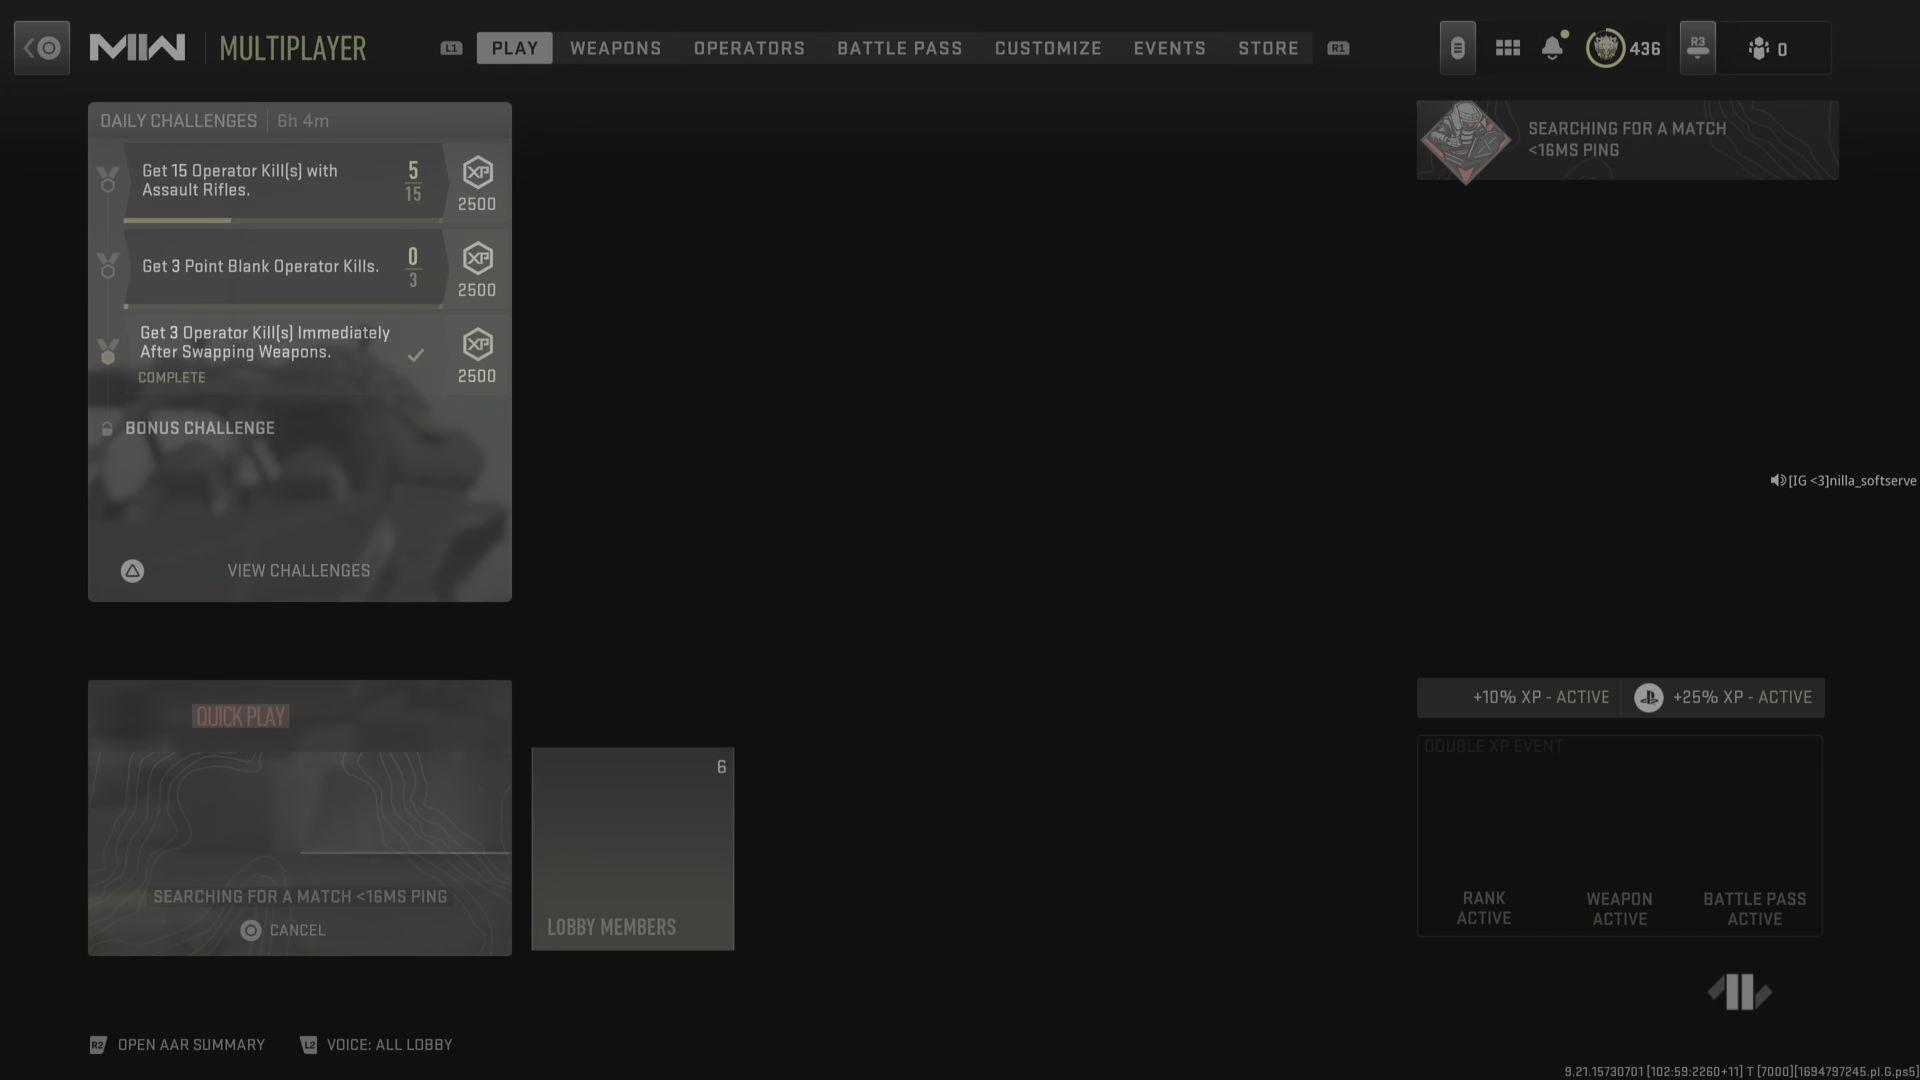 MW MULTIPLAYER
L1 PLAY WEAPONS OPERATORS BATTLE PASS CUSTOMIZE EVENTS STORE R1
436
R3
0
DAILY CHALLENGES 6h 4m
Get 15 Operator Kill(s) with
Assault Rifles.
5
15
XP
2500
Get 3 Point Blank Operator Kills.
0
3
XP
2500
Get 3 Operator Kill(s) Immediately
After Swapping Weapons.
COMPLETE
XP
2500
BONUS CHALLENGE
VIEW CHALLENGES
SEARCHING FOR A MATCH
<16MS PING
[IG <3]nilla_softserve
QUICK PLAY
SEARCHING FOR A MATCH <16MS PING
CANCEL
6
LOBBY MEMBERS
+10% XP - ACTIVE
+25% XP - ACTIVE
DOUBLE XP EVENT
RANK
ACTIVE
WEAPON
ACTIVE
BATTLE PASS
ACTIVE
R2 OPEN AAR SUMMARY
L2 VOICE: ALL LOBBY
9.21.15730701 [102:59:2260+11] T [7000][1694797245.pl.G.ps5]